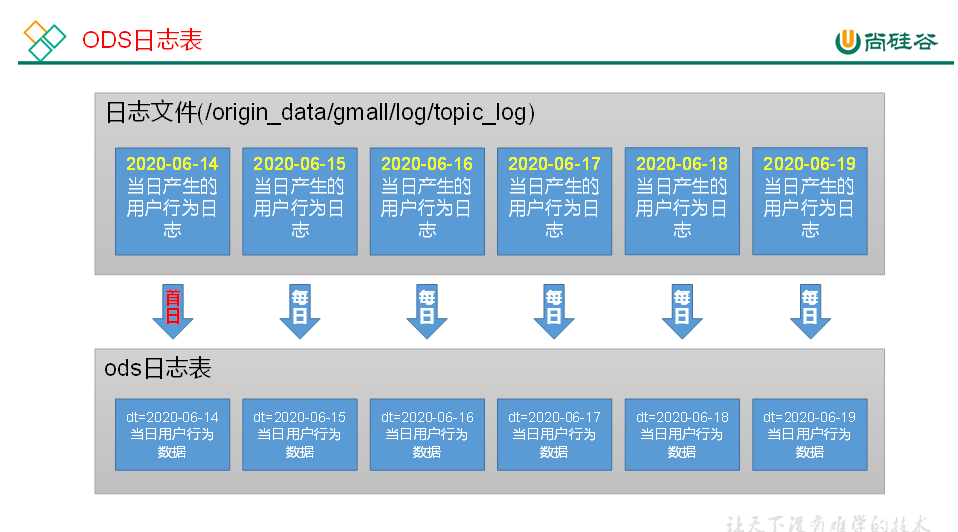 ODS日志表
尚硅谷
日志文件(/origin_data/gmall/log/topic_log)
2020-06-14
当日产生的
用户行为日
志
2020-06-15
当日产生的
用户行为日
志
2020-06-16
当日产生的
用户行为日
志
2020-06-17
当日产生的
用户行为日
志
2020-06-18
当日产生的
用户行为日
志
2020-06-19
当日产生的
用户行为日
志
首
日
每
日
每
日
每
日
每
日
每
日
ods日志表
dt=2020-06-14
当日用户行为
数据
dt=2020-06-15
当日用户行为
数据
dt=2020-06-16
当日用户行为
数据
dt=2020-06-17
当日用户行为
数据
dt=2020-06-18
当日用户行为
数据
dt=2020-06-19
当日用户行为
数据
让天下没有难学的技术